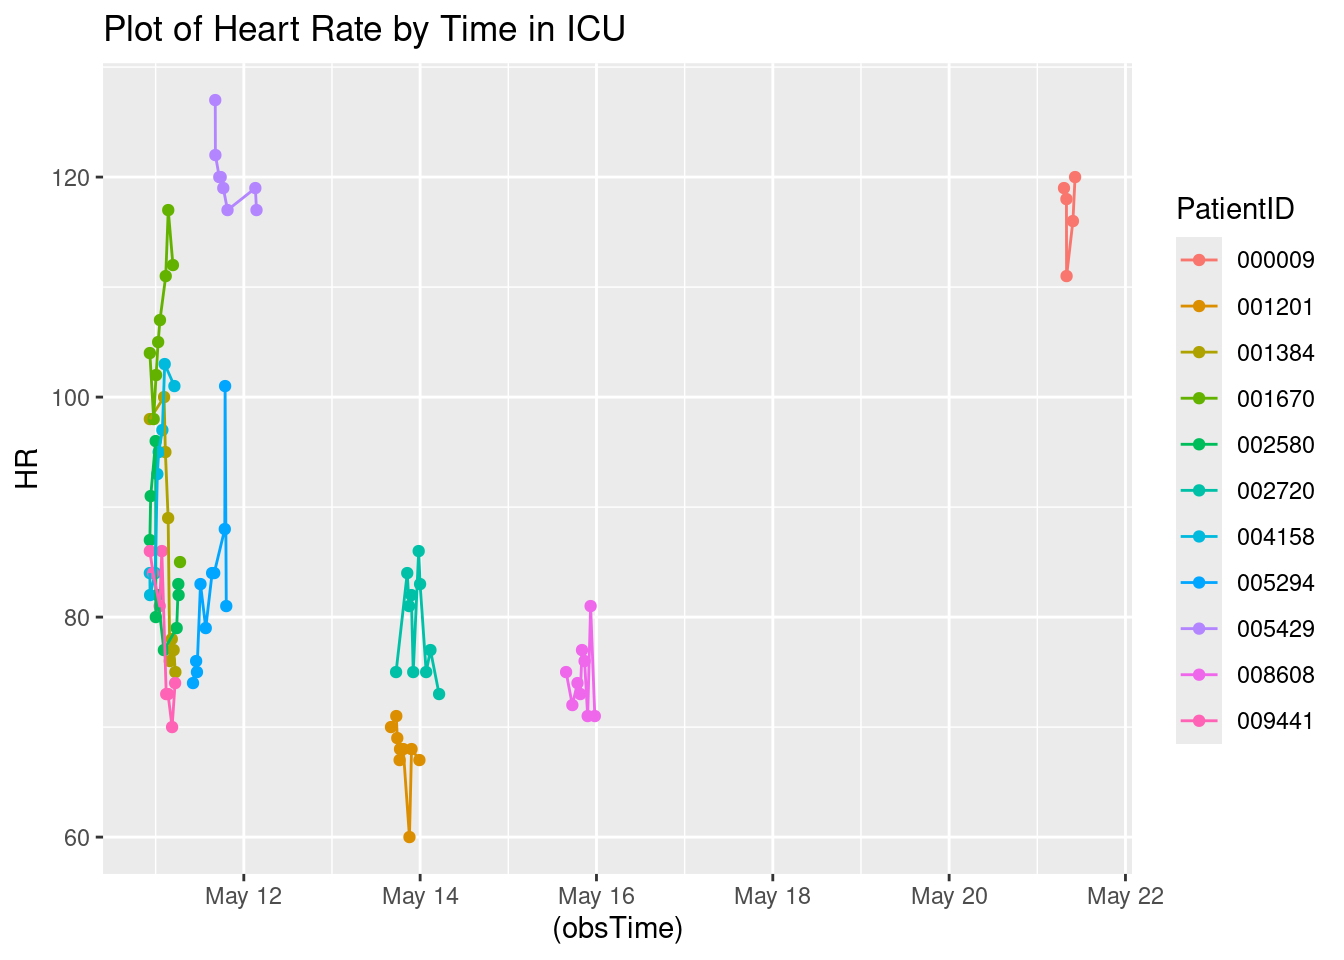 Plot of Heart Rate by Time in ICU
120
100
80
60
HR
May 12
May 14
May 16
May 18
May 20
May 22
(obsTime)
PatientID
000009
001201
001384
001670
002580
002720
004158
005294
005429
008608
009441